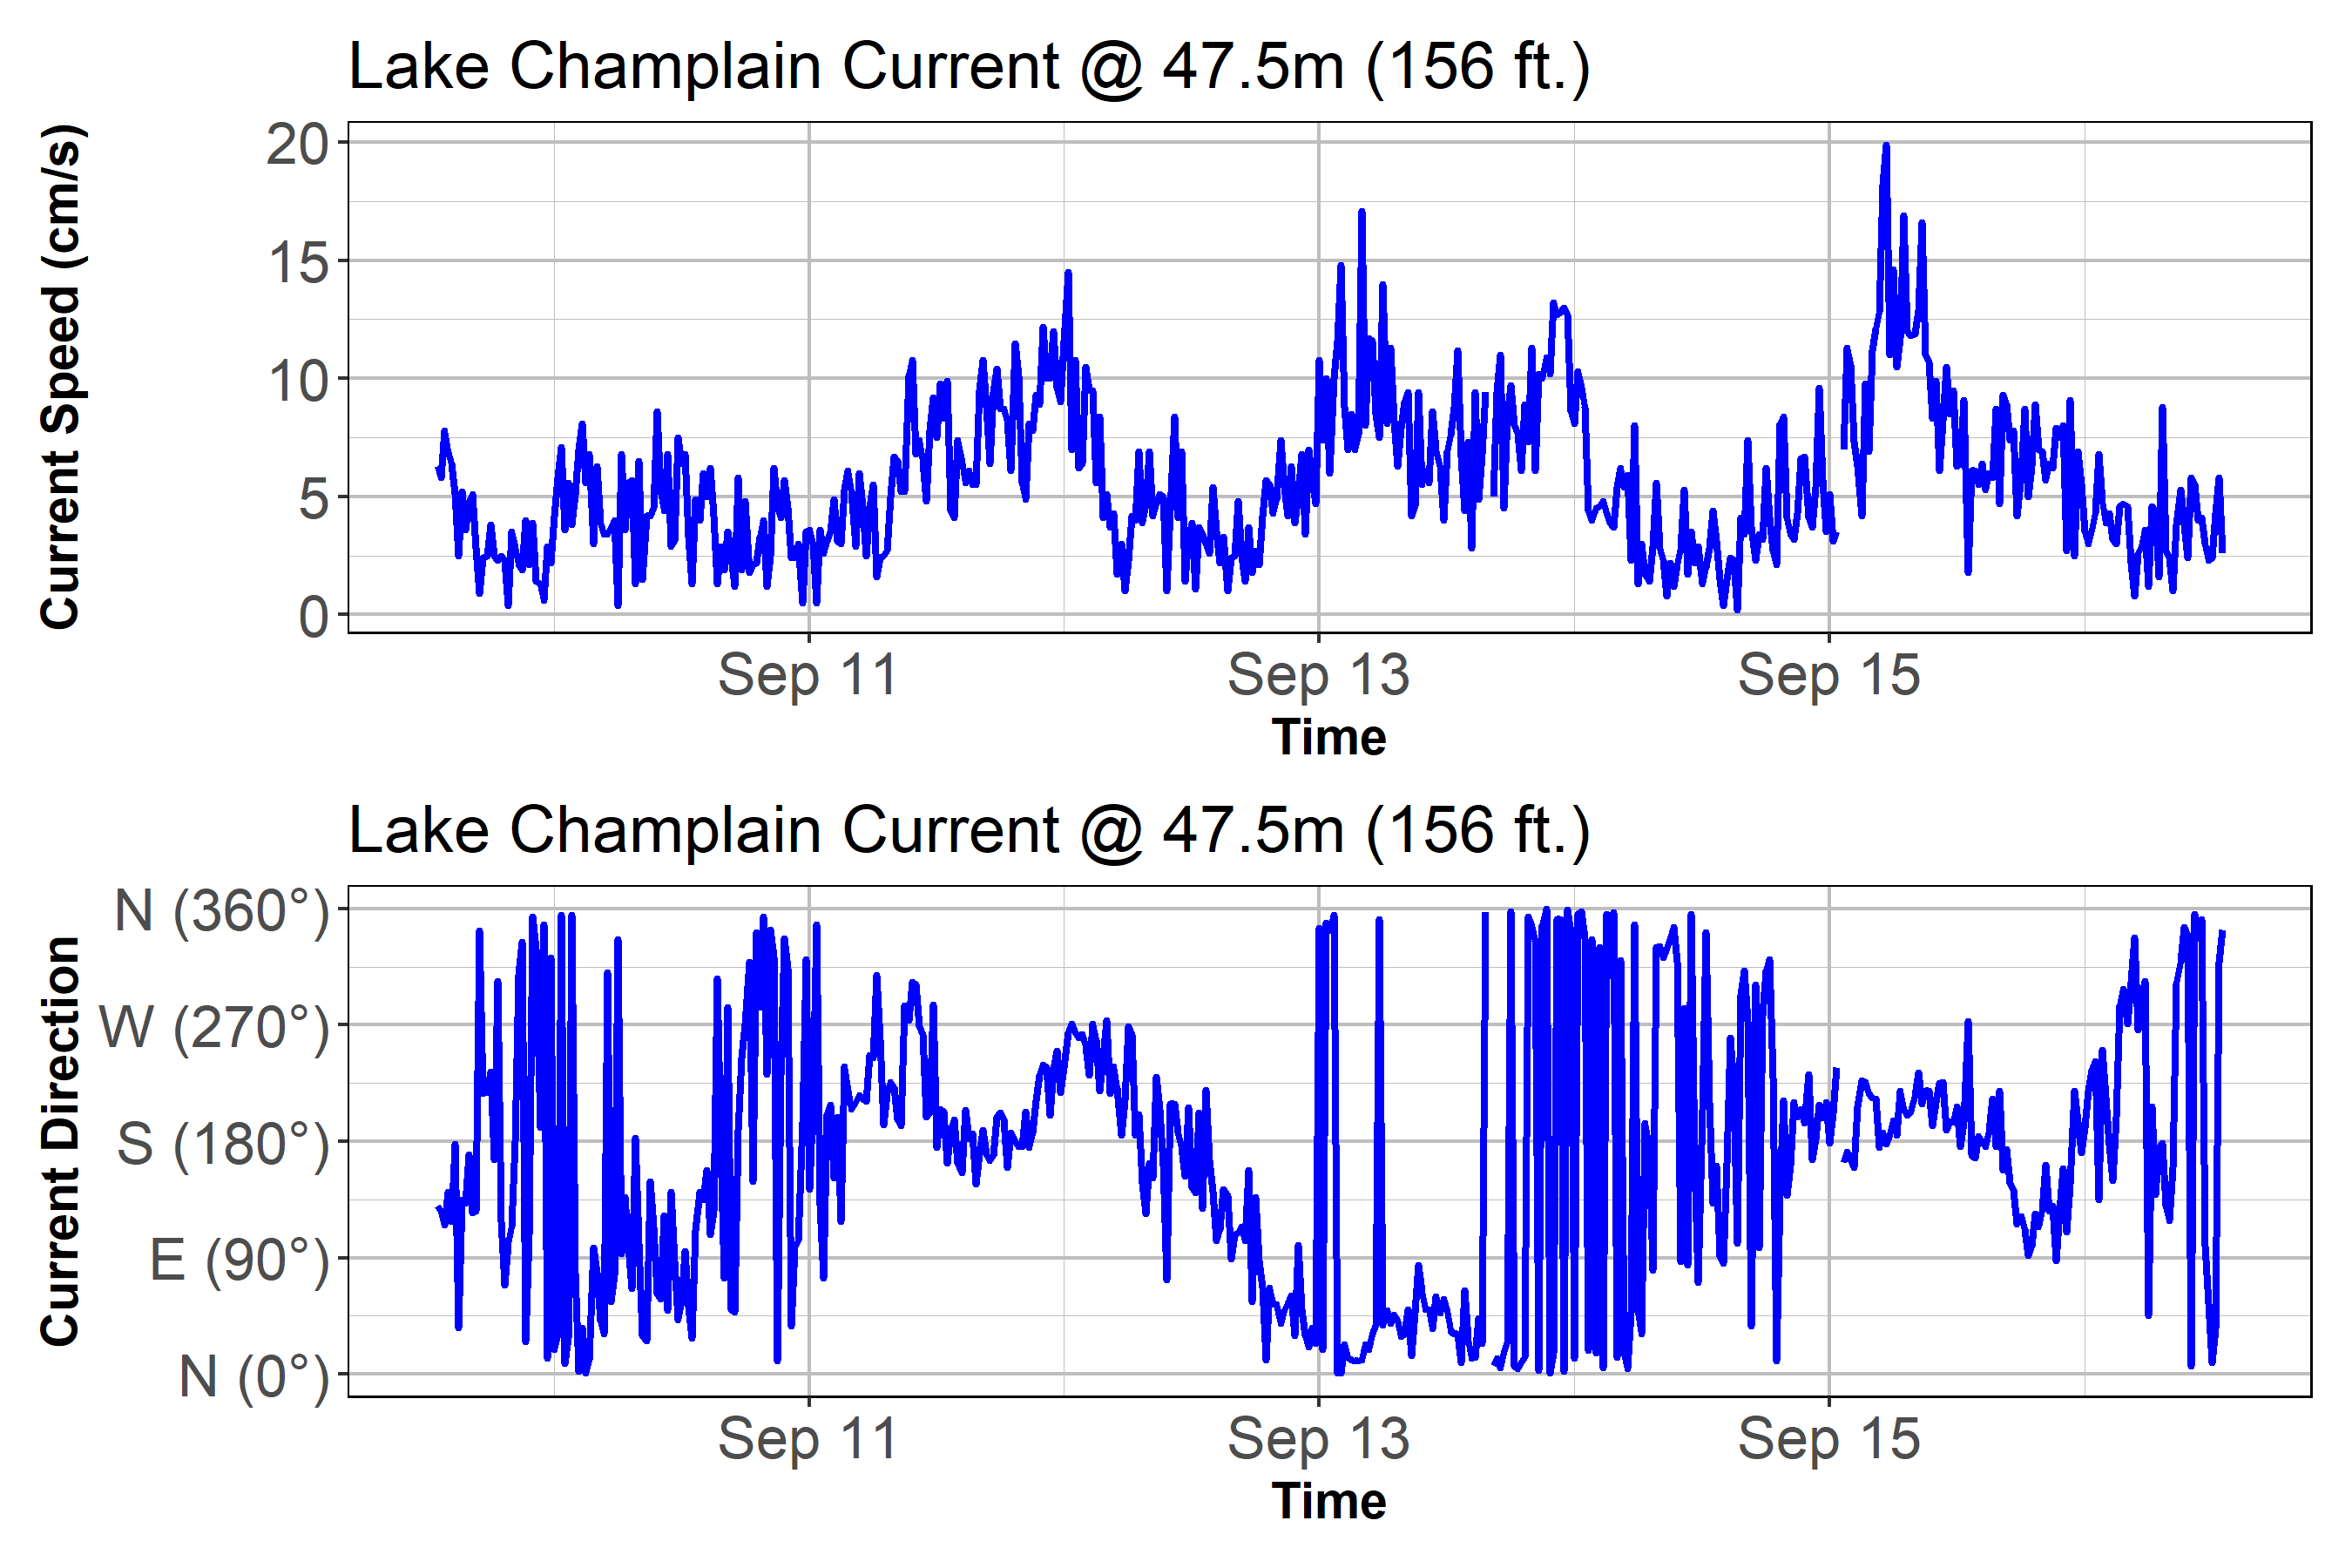 Lake Champlain Current @ 47.5m (156 ft.)
Current Speed (cm/s)
20
15
10
5
0
Sep 11
Sep 13
Sep 15
Time
Lake Champlain Current @ 47.5m (156 ft.)
Current Direction
N (360°)
W (270°)
S (180°)
E (90°)
N (0°)
Sep 11
Sep 13
Sep 15
Time